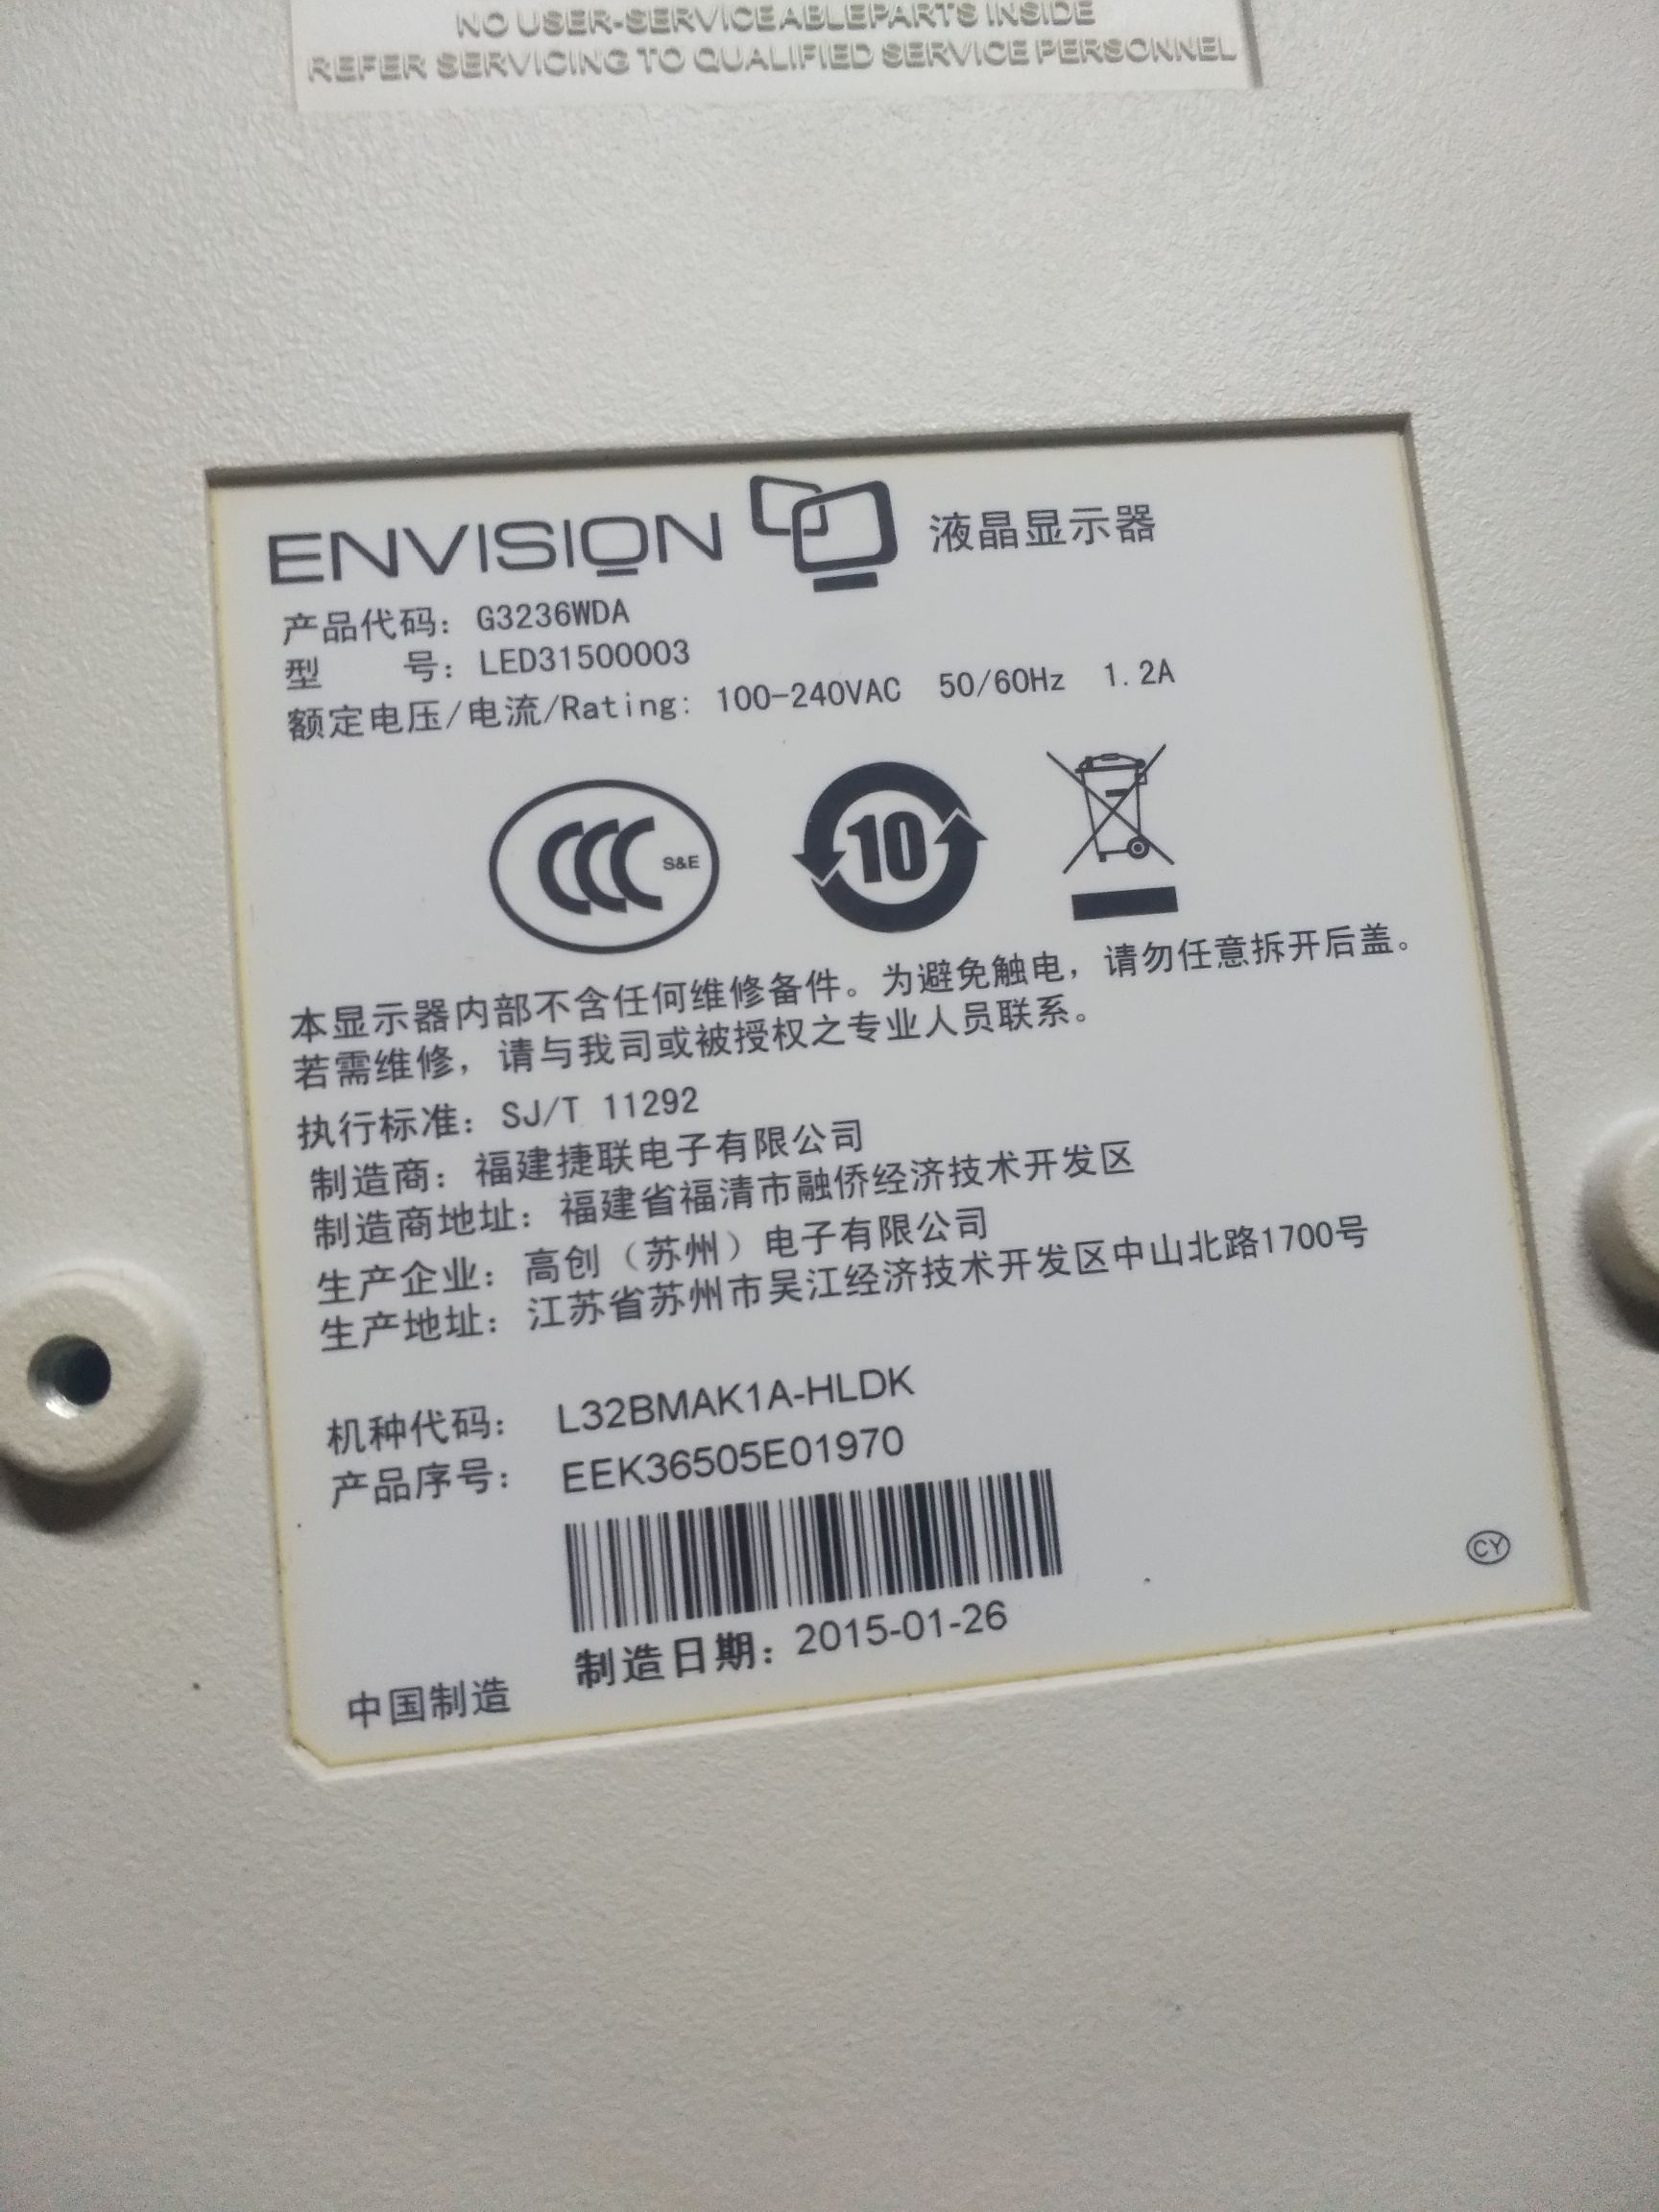 NO USER-SERVICEABLEPARTS INSIDE
REFER SERVICING TO QUALIFIED SERVICE PERSONNEL
ENVISION 液晶显示器
产品代码：G3236WDA
型 号：LED31500003
额定电压/电流/Rating: 100-240VAC 50/60Hz 1.2A
CCC S&E
10
本显示器内部不含任何维修备件。为避免触电，请勿任意拆开后盖。
若需维修，请与我司或被授权之专业人员联系。
执行标准：SJ/T 11292
制造商：福建捷联电子有限公司
制造商地址：福建省福清市融侨经济技术开发区
生产企业：高创（苏州）电子有限公司
生产地址：江苏省苏州市吴江经济技术开发区中山北路1700号
机种代码：L32BMAK1A-HLDK
产品序号：EEK36505E01970
CY
制造日期：2015-01-26
中国制造